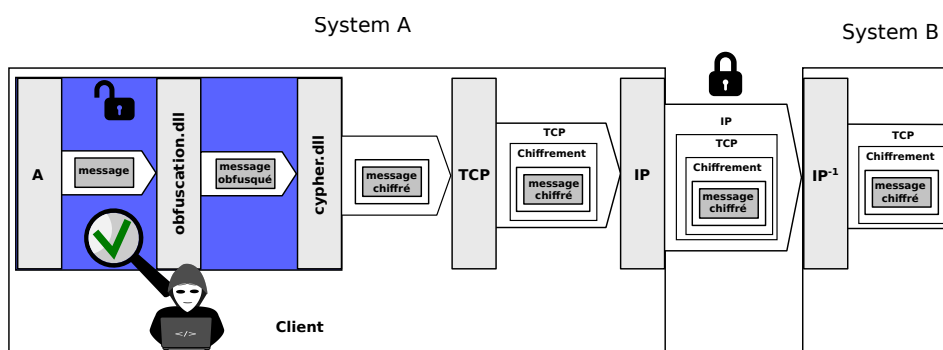 System A
System B
A
message
obfuscation.dll
message
obfusqué
cypher.dll
message
chiffré
TCP
TCP
Chiffrement
message
chiffré
IP
IP
TCP
Chiffrement
message
chiffré
IP-1
TCP
Chiffrement
message
chiffré
</>
Client